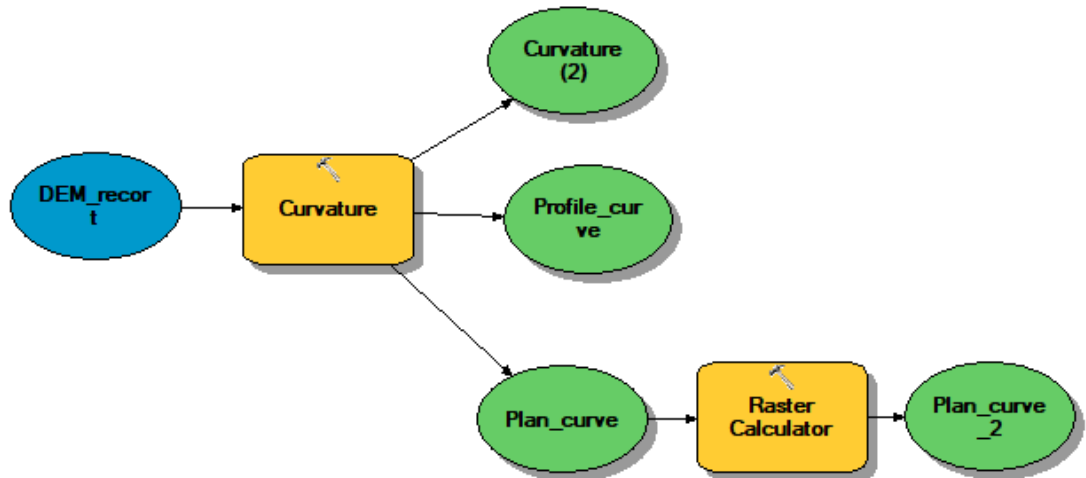 Curvature
(2)
DEM_recor
t
Curvature
Profile_cur
ve
Plan_curve
Raster
Calculator
Plan_curve
_2